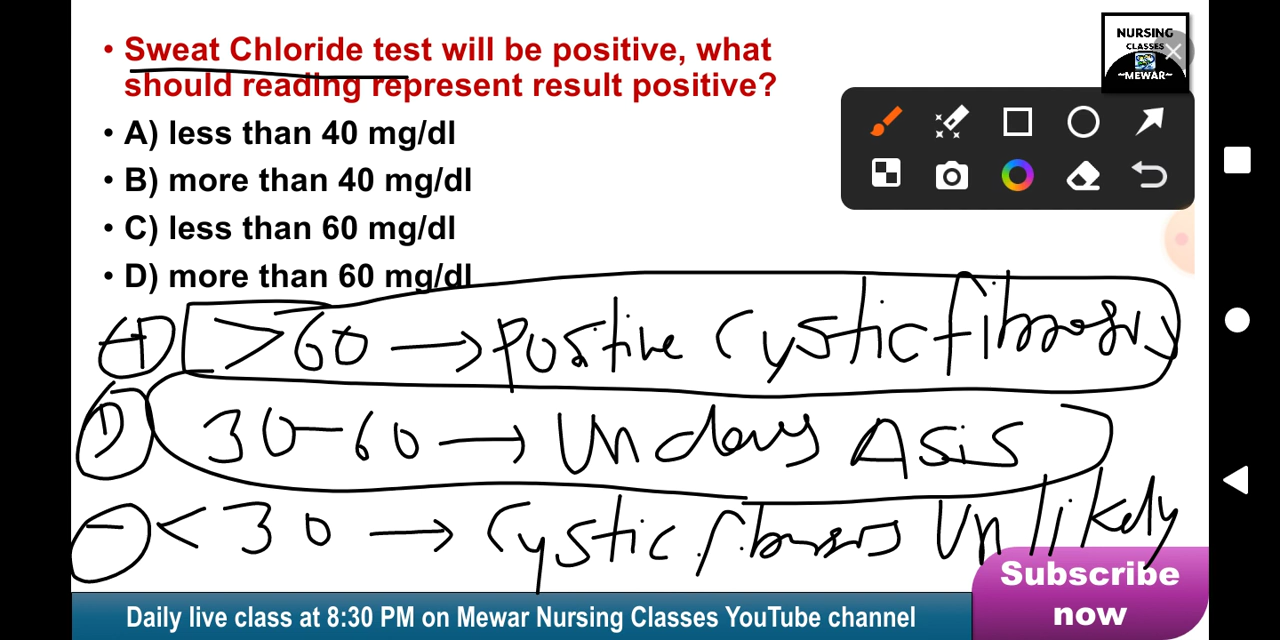 • Sweat Chloride test will be positive, what
should reading represent result positive?
• A) less than 40 mg/dl
• B) more than 40 mg/dl
• C) less than 60 mg/dl
• D) more than 60 mg/dl
NURSING
CLASSES
~MEWAR~
+ >60 → Postive Cystic fibrosis
30-60 → ASis
- < 30 → Cystic fibrosis Unlikely
Subscribe
now
Daily live class at 8:30 PM on Mewar Nursing Classes YouTube channel